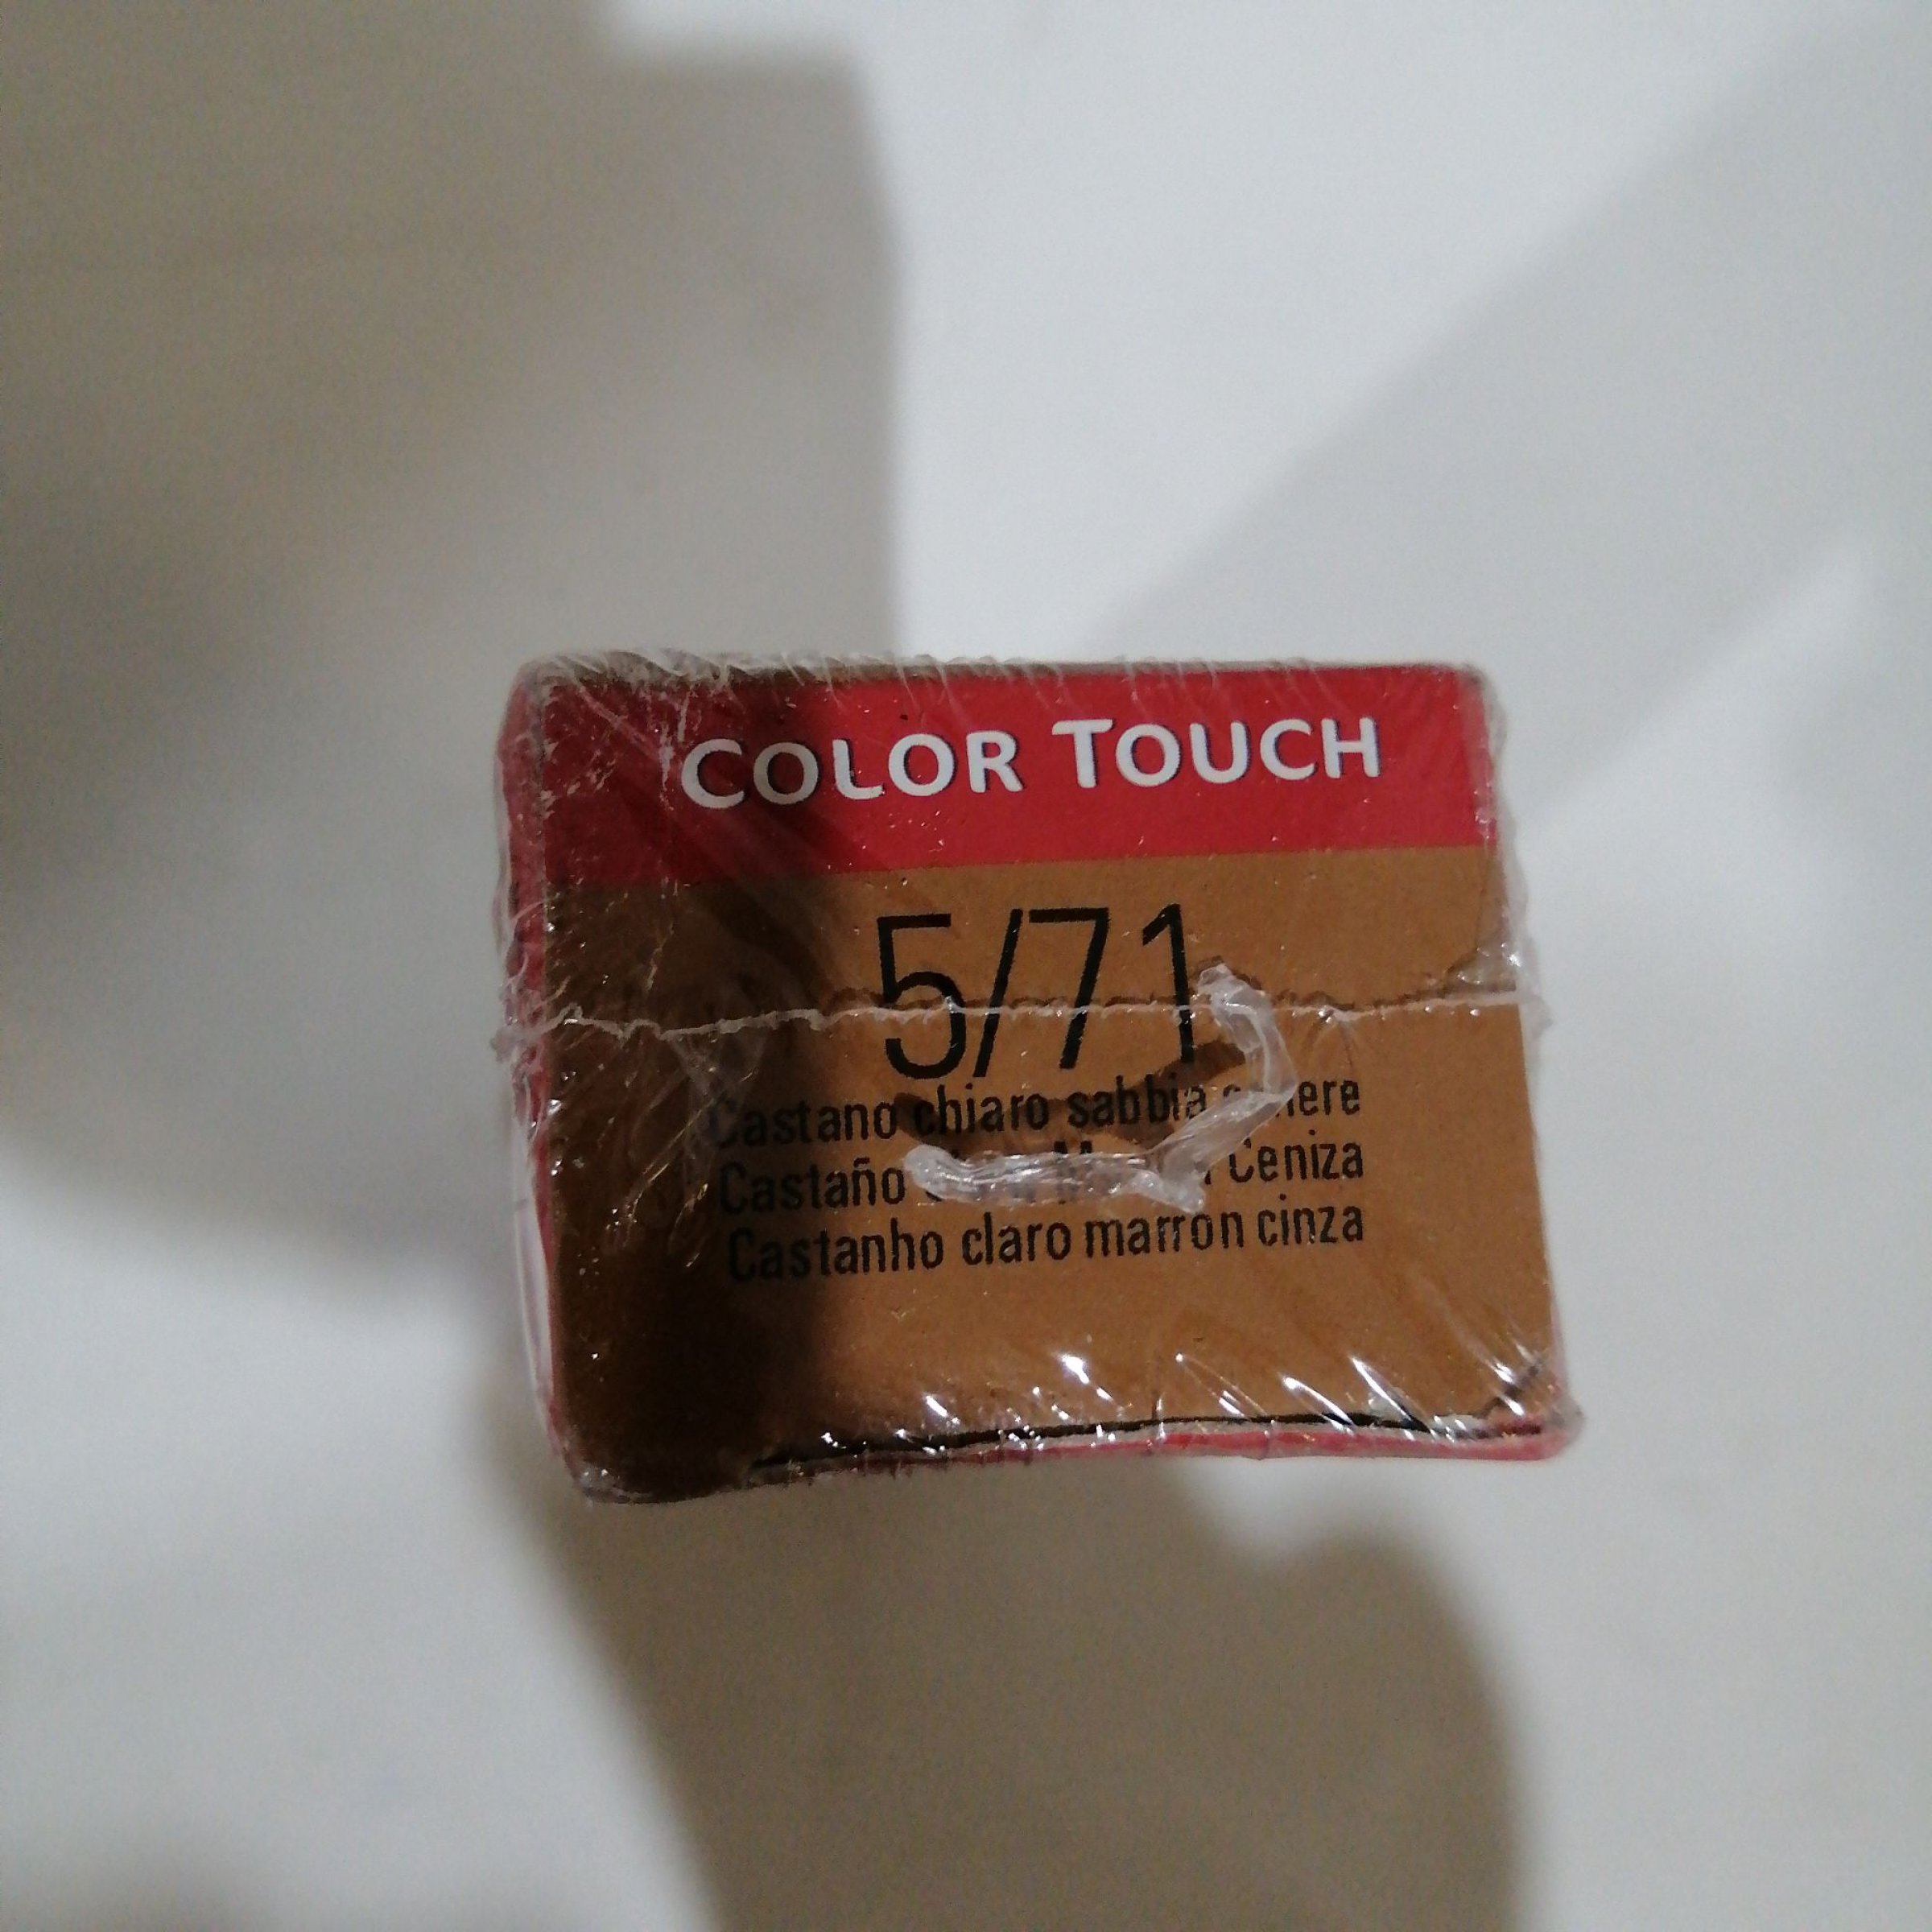 COLOR TOUCH
5/71
Castano chiaro sabbia
Castaño Ceniza
Castanho claro marron cinza